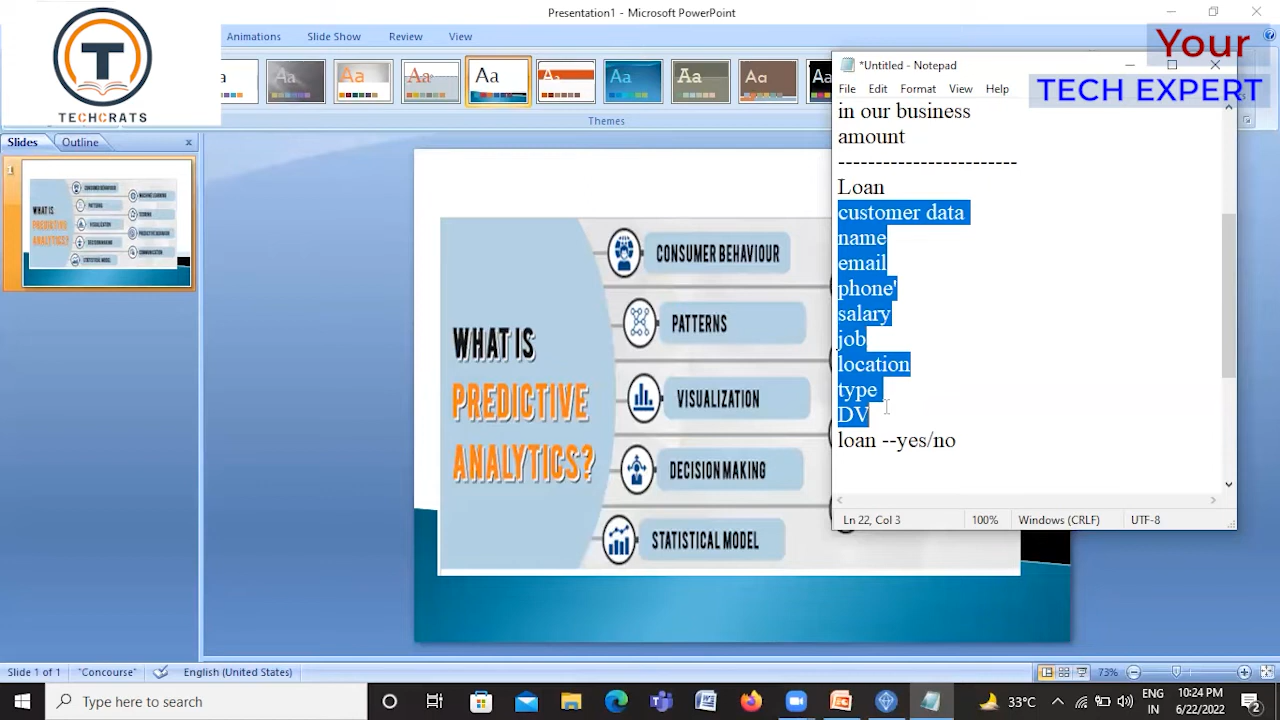 Presentation1 - Microsoft PowerPoint
TECHCRATS
Animations
Slide Show
Review
View
Your
TECH EXPERT
Themes
Slides
Outline
1
*Untitled - Notepad
File
Edit
Format
View
Help
in our business
amount
------------------------
Loan
customer data
name
email
phone'
salary
job
location
type
DV
loan --yes/no
Ln 22, Col 3
100%
Windows (CRLF)
UTF-8
WHAT IS
PREDICTIVE
ANALYTICS?
CONSUMER BEHAVIOUR
PATTERNS
VISUALIZATION
DECISION MAKING
STATISTICAL MODEL
Slide 1 of 1
"Concourse"
English (United States)
73%
Type here to search
33°C
ENG
IN
10:24 PM
6/22/2022
2